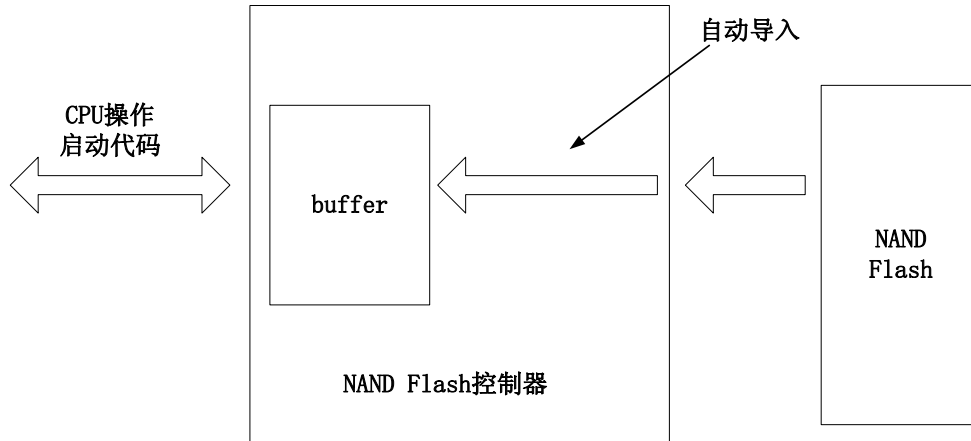 自动导入
CPU操作
启动代码
buffer
NAND
Flash
NAND Flash控制器